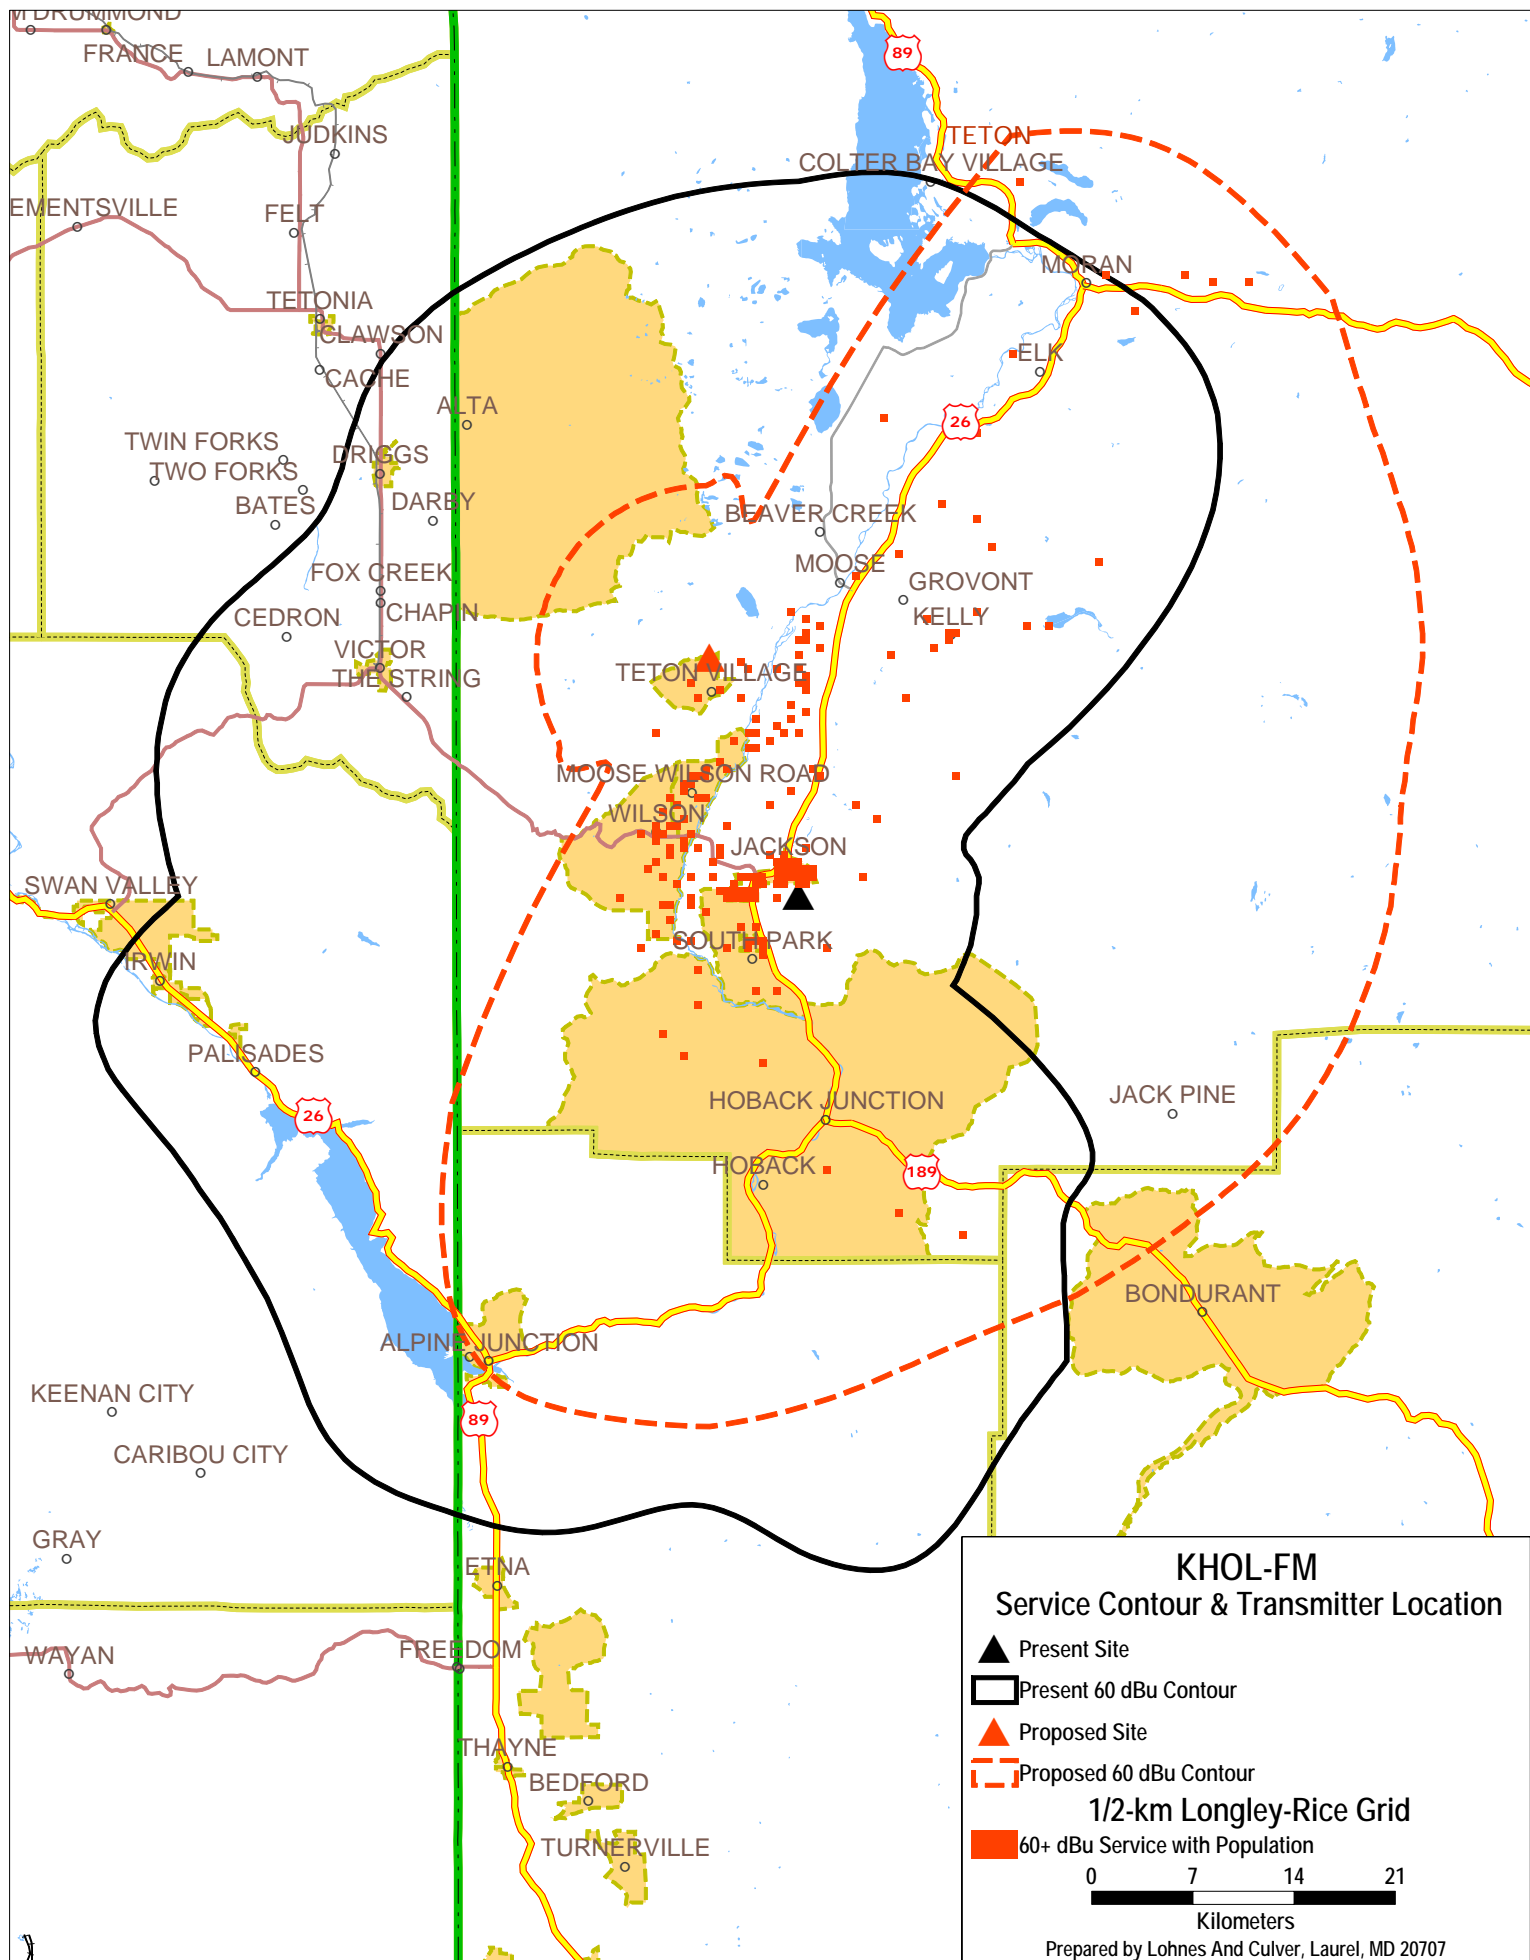 M DRUMMOND
FRANCE
LAMONT
89
JUDKINS
TETON
COLTER BAY VILLAGE
EMENTSVILLE
FELT
MORAN
TETONIA
CLAWSON
ELK
CACHE
ALTA
26
TWIN FORKS
DRIGGS
TWO FORKS
BATES
DARBY
BEAVER CREEK
MOOSE
FOX CREEK
GROVONT
CHAPIN
KELLY
CEDRON
VICTOR
THE STRING
TETON VILLAGE
MOOSE WILSON ROAD
WILSON
JACKSON
SWAN VALLEY
SOUTH PARK
IRWIN
PALISADES
26
HOBACK JUNCTION
JACK PINE
HOBACK
189
BONDURANT
ALPINE JUNCTION
KEENAN CITY
89
CARIBOU CITY
GRAY
ETNA
WAYAN
FREEDOM
THAYNE
BEDFORD
TURNERVILLE
KHOL-FM
Service Contour & Transmitter Location
Present Site
Present 60 dBu Contour
Proposed Site
Proposed 60 dBu Contour
1/2-km Longley-Rice Grid
60+ dBu Service with Population
0 7 14 21
Kilometers
Prepared by Lohnes And Culver, Laurel, MD 20707